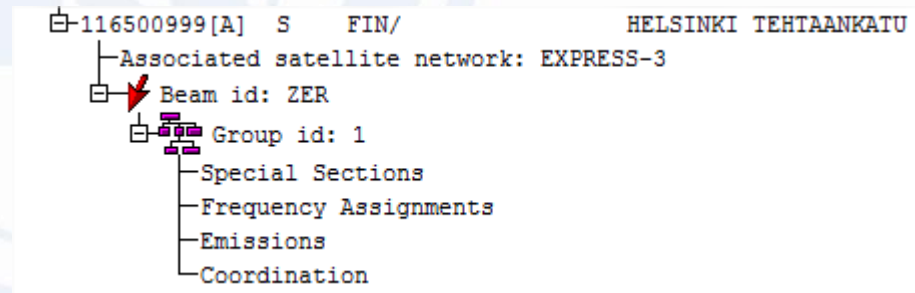 116500999[A] S FIN/ HELSINKI TEHTAANKATU
Associated satellite network: EXPRESS-3
Beam id: ZER
Group id: 1
Special Sections
Frequency Assignments
Emissions
Coordination